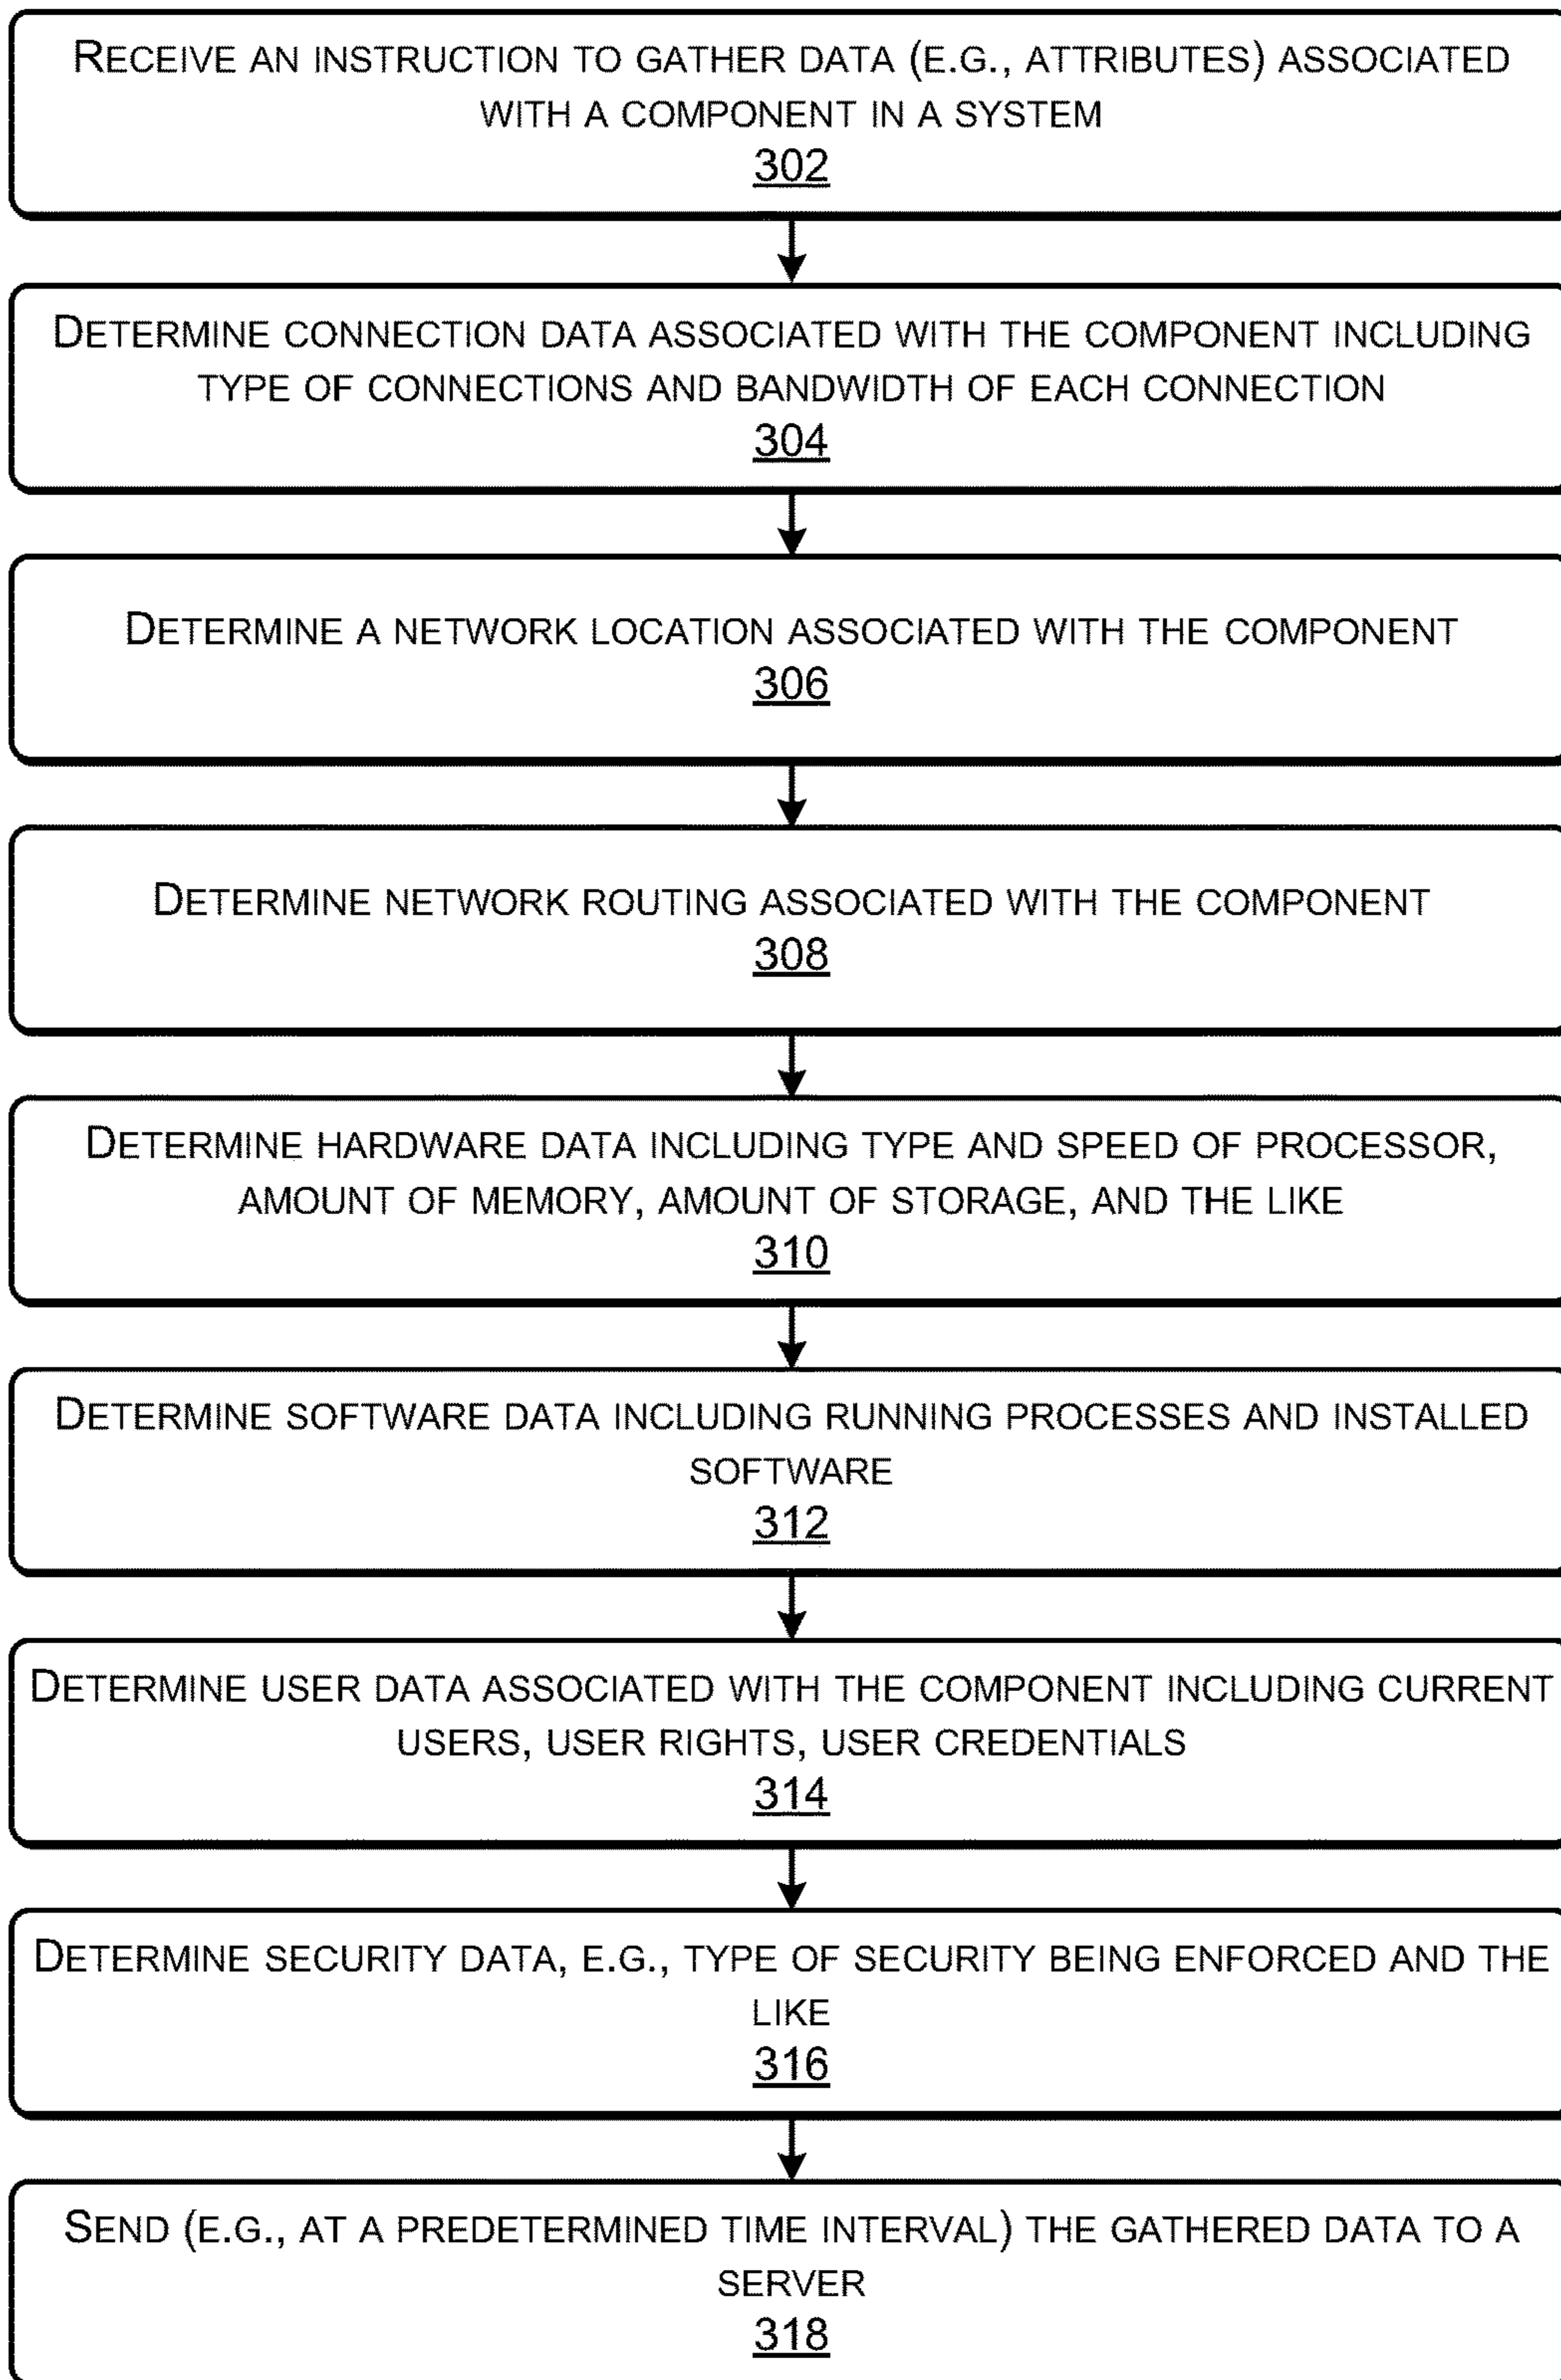 RECEIVE AN INSTRUCTION TO GATHER DATA (E.G., ATTRIBUTES) ASSOCIATED
WITH A COMPONENT IN A SYSTEM
302
DETERMINE CONNECTION DATA ASSOCIATED WITH THE COMPONENT INCLUDING
TYPE OF CONNECTIONS AND BANDWIDTH OF EACH CONNECTION
304
DETERMINE A NETWORK LOCATION ASSOCIATED WITH THE COMPONENT
306
DETERMINE NETWORK ROUTING ASSOCIATED WITH THE COMPONENT
308
DETERMINE HARDWARE DATA INCLUDING TYPE AND SPEED OF PROCESSOR,
AMOUNT OF MEMORY, AMOUNT OF STORAGE, AND THE LIKE
310
DETERMINE SOFTWARE DATA INCLUDING RUNNING PROCESSES AND INSTALLED
SOFTWARE
312
DETERMINE USER DATA ASSOCIATED WITH THE COMPONENT INCLUDING CURRENT
USERS, USER RIGHTS, USER CREDENTIALS
314
DETERMINE SECURITY DATA, E.G., TYPE OF SECURITY BEING ENFORCED AND THE
LIKE
316
SEND (E.G., AT A PREDETERMINED TIME INTERVAL) THE GATHERED DATA TO A
SERVER
318